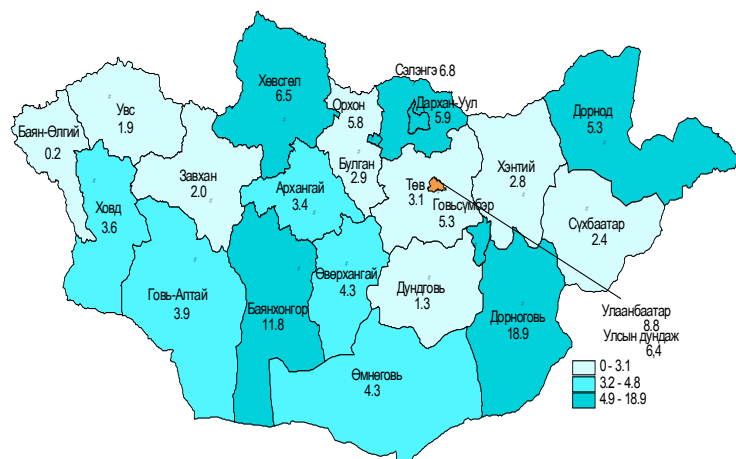 Хөвсгөл
6.5
Сэлэнгэ 6.8
Орхон
5.8
Дархан-Уул
5.9
Дорнод
5.3
Увс
1.9
Баян-Өлгий
0.2
Завхан
2.0
Булган
2.9
Хэнтий
2.8
Архангай
3.4
Төв
3.1
Говьсүмбэр
5.3
Ховд
3.6
Сүхбаатар
2.4
Өвөрхангай
4.3
Говь-Алтай
3.9
Баянхонгор
11.8
Дундговь
1.3
Дорноговь
18.9
Улаанбаатар
8.8
Улсын дундаж
6,4
Өмнөговь
4.3
0 - 3.1
3.2 - 4.8
4.9 - 18.9